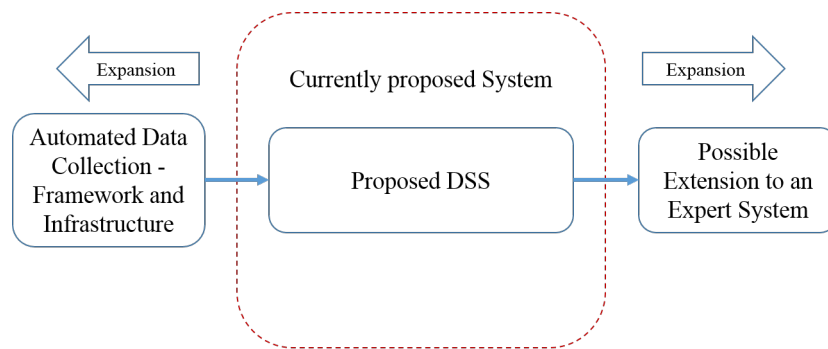 Expansion
Currently proposed System
Expansion
Automated Data
Collection -
Framework and
Infrastructure
Proposed DSS
Possible
Extension to an
Expert System